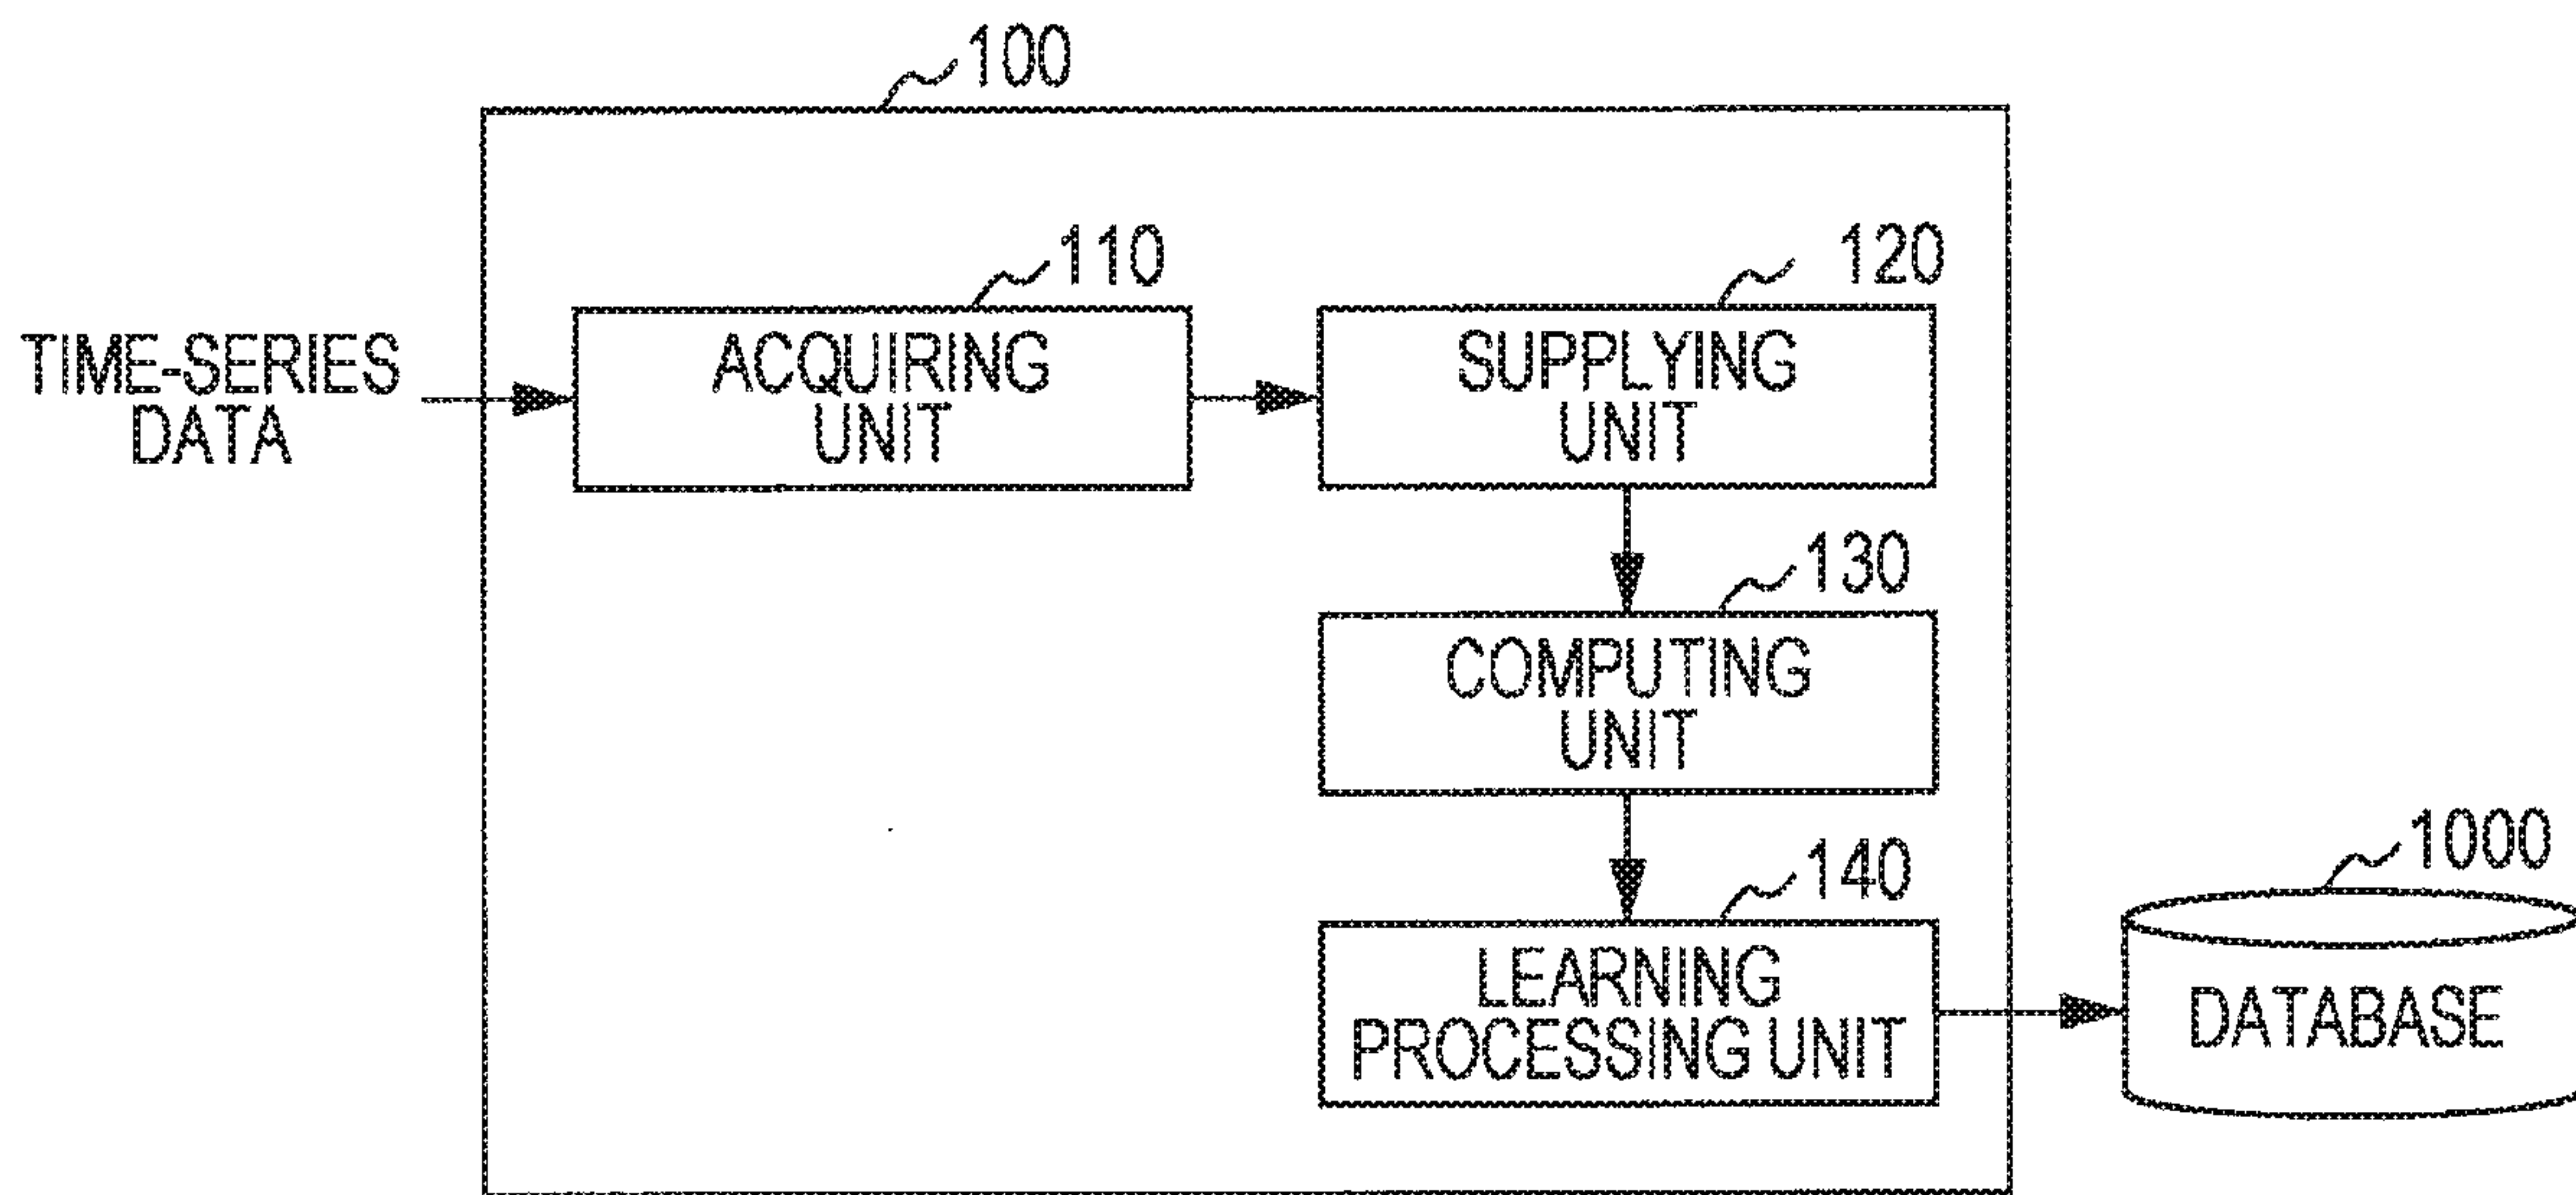 100
110
120
TIME-SERIES
DATA
ACQUIRING
UNIT
SUPPLYING
UNIT
130
COMPUTING
UNIT
140
LEARNING
PROCESSING UNIT
1000
DATABASE